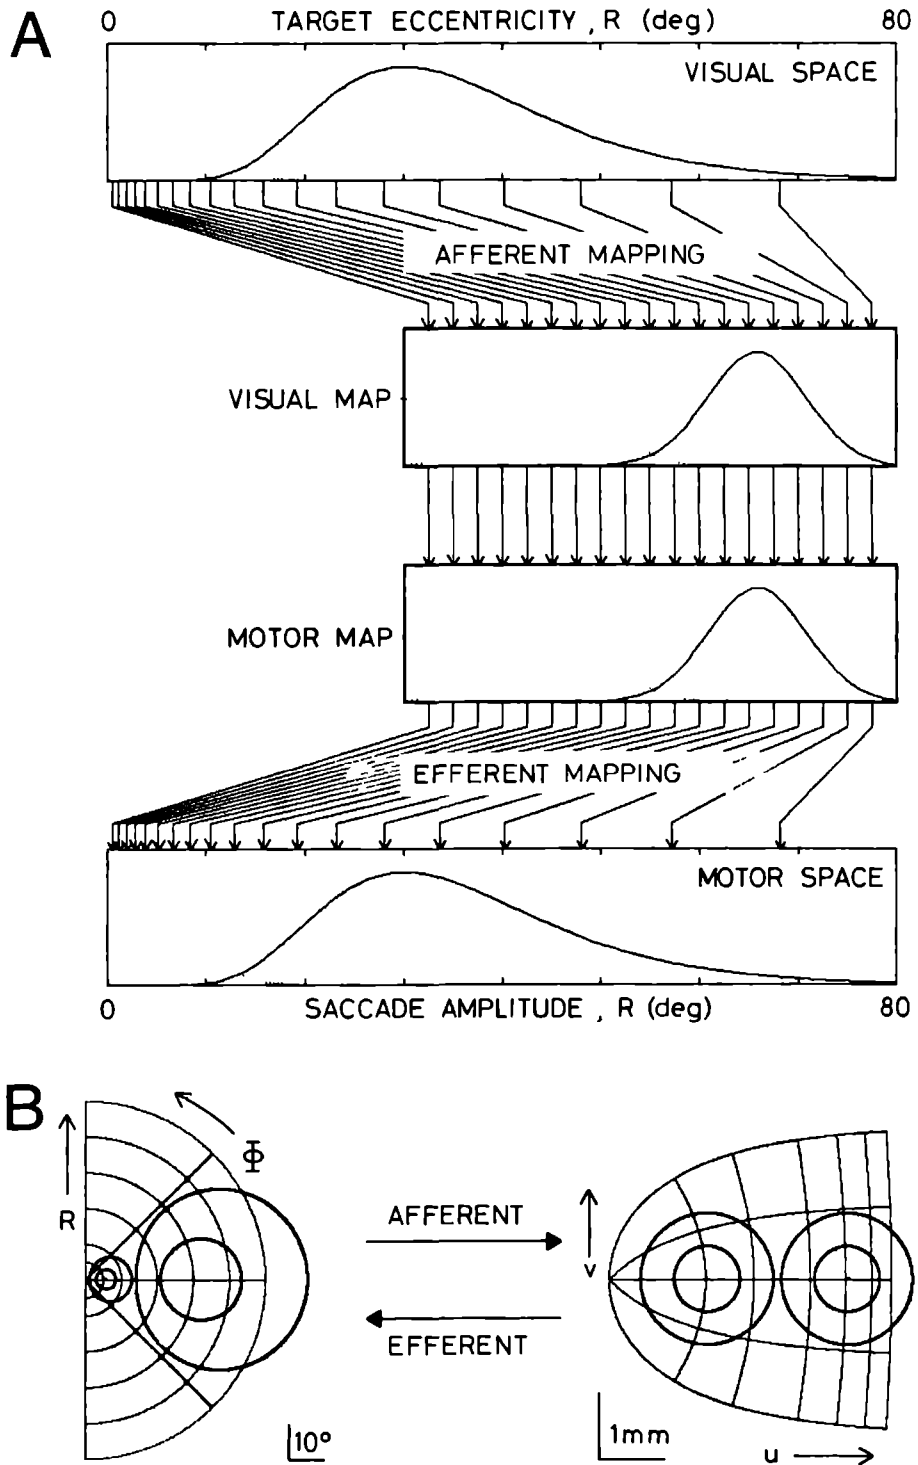 A
0 TARGET ECCENTRICITY , R (deg) 80
VISUAL SPACE
AFFERENT MAPPING
VISUAL MAP
MOTOR MAP
EFFERENT MAPPING
MOTOR SPACE
0 SACCADE AMPLITUDE , R (deg) 80
B
Φ
R
AFFERENT
v
EFFERENT
10°
1mm
u